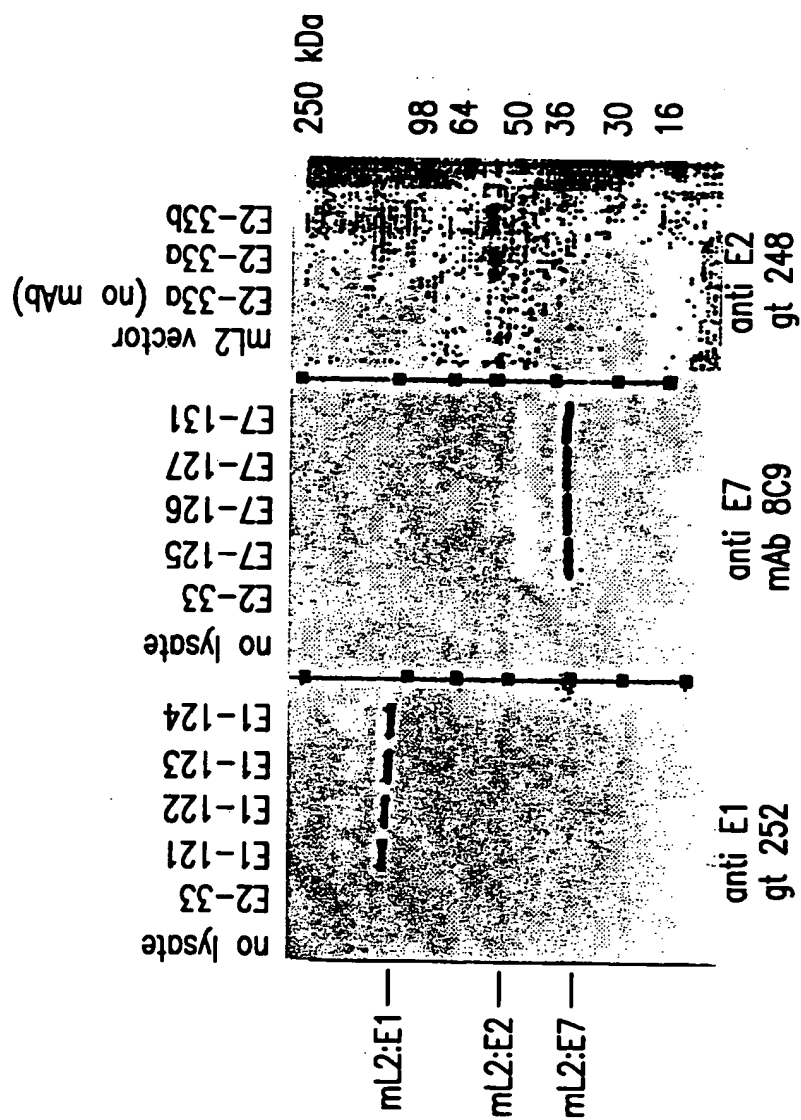 no lysate
E2-33
E1-121
E1-122
E1-123
E1-124
no lysate
E2-33
E7-125
E7-126
E7-127
E7-131
mL2 vector
E2-33a (no mAb)
E2-33a
E2-33b
250 kDa
98
64
50
36
30
16
mL2:E1
mL2:E2
mL2:E7
anti E1
gt 252
anti E7
mAb 8C9
anti E2
gt 248